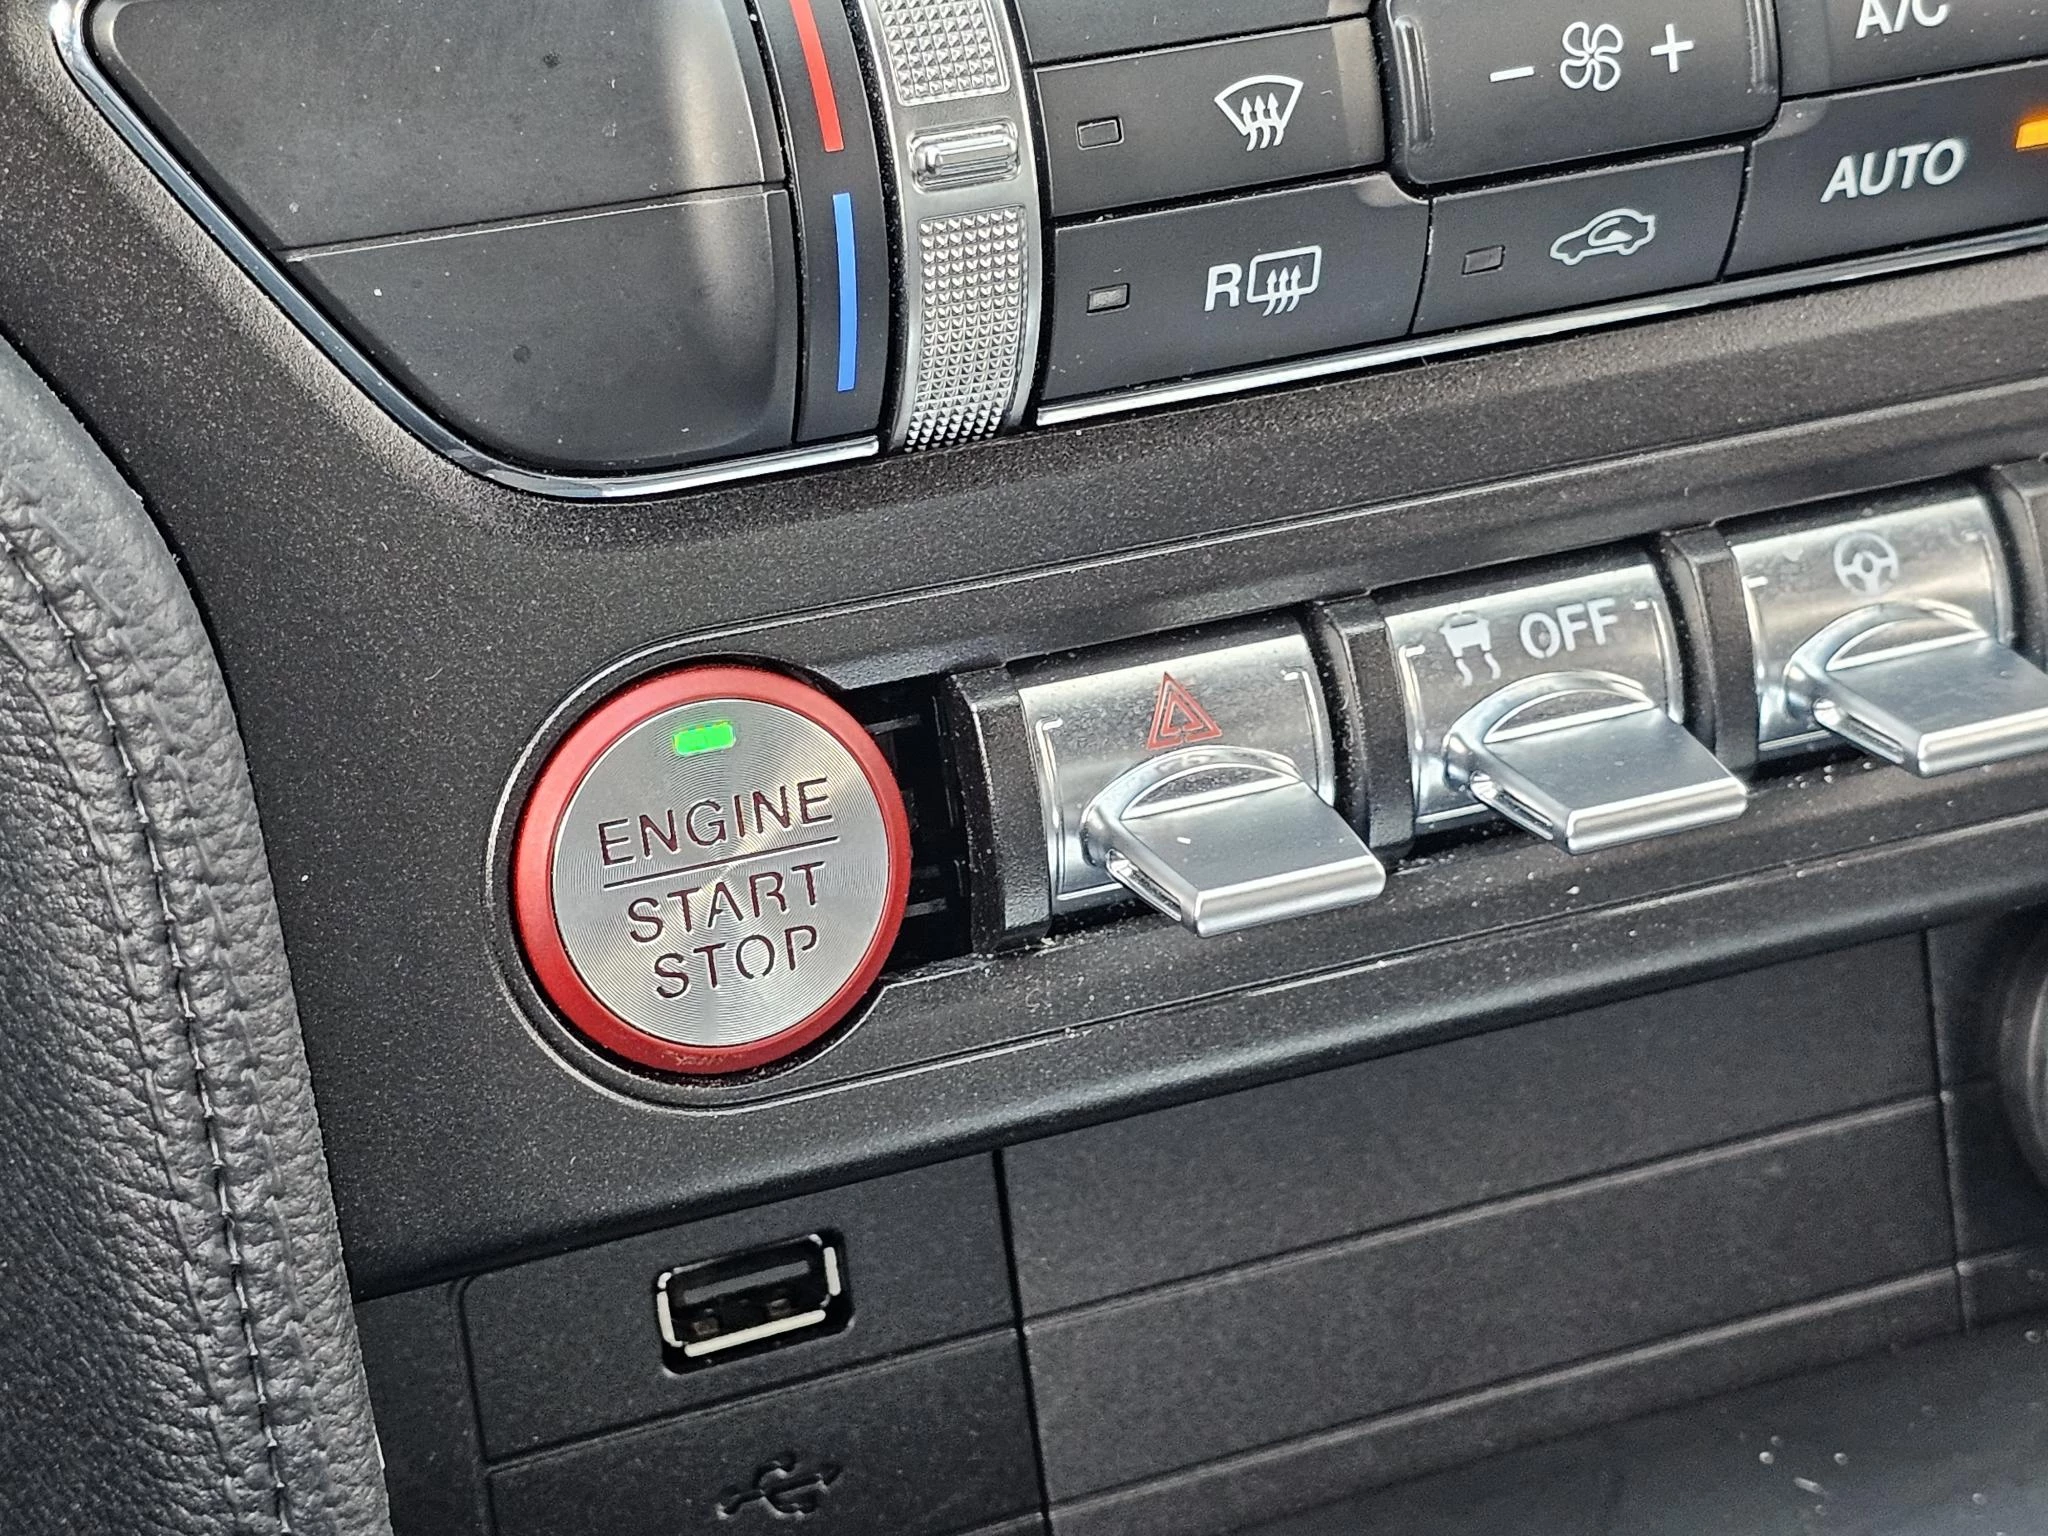 A/C
- +
AUTO
R
OFF
ENGINE
START
STOP